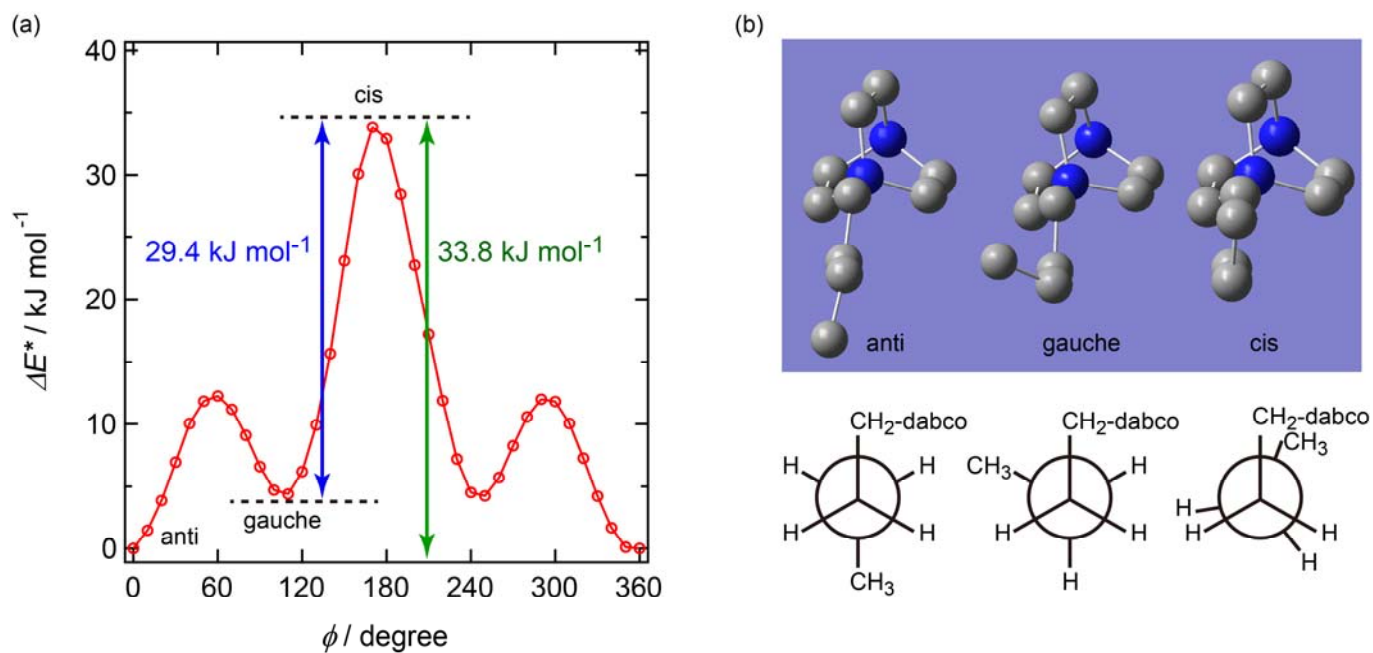 (a)
40
30
20
10
0
ΔE* / kJ mol⁻¹
cis
29.4 kJ mol⁻¹
33.8 kJ mol⁻¹
gauche
anti
0 60 120 180 240 300 360
ϕ / degree
(b)
anti gauche cis
CH₂-dabco
H H
H H
CH₃
CH₂-dabco
CH₃ H
H H
H
CH₂-dabco
CH₃
H
H H
H